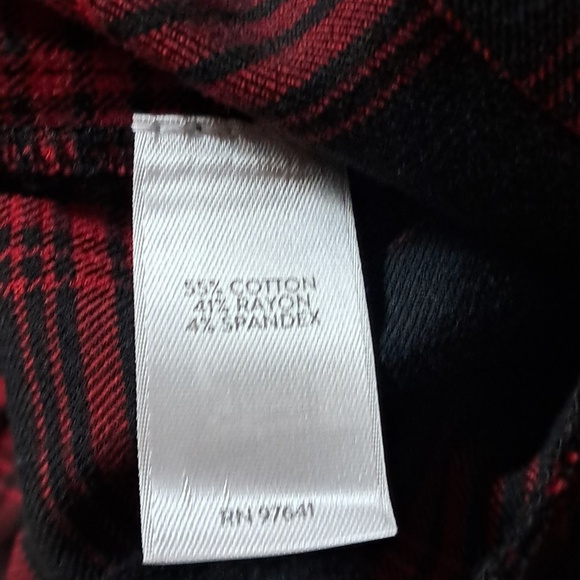 55% COTTON
41% RAYON
4% SPANDEX
RN 97641